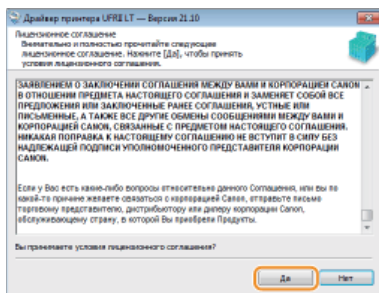 Драйвер принтера UFRII LT — Версия 21.10
Лицензионное соглашение
Внимательно и полностью прочитайте следующее
лицензионное соглашение. Нажмите [Да], чтобы принять
условия лицензионного соглашения.
ЗАЯВЛЕНИЕМ О ЗАКЛЮЧЕНИИ СОГЛАШЕНИЯ МЕЖДУ ВАМИ И КОРПОРАЦИЕЙ CANON
В ОТНОШЕНИИ ПРЕДМЕТА НАСТОЯЩЕГО СОГЛАШЕНИЯ И ЗАМЕНЯЕТ СОБОЙ ВСЕ
ПРЕДЛОЖЕНИЯ ИЛИ ЗАКЛЮЧЕННЫЕ РАНЕЕ СОГЛАШЕНИЯ, УСТНЫЕ ИЛИ
ПИСЬМЕННЫЕ, А ТАКЖЕ ВСЕ ДРУГИЕ ОБМЕНЫ СООБЩЕНИЯМИ МЕЖДУ ВАМИ И
КОРПОРАЦИЕЙ CANON, СВЯЗАННЫЕ С ПРЕДМЕТОМ НАСТОЯЩЕГО СОГЛАШЕНИЯ.
НИКАКАЯ ПОПРАВКА К НАСТОЯЩЕМУ СОГЛАШЕНИЮ НЕ ВСТУПИТ В СИЛУ БЕЗ
НАДЛЕЖАЩЕЙ ПОДПИСИ УПОЛНОМОЧЕННОГО ПРЕДСТАВИТЕЛЯ КОРПОРАЦИИ
CANON.
Если у Вас есть какие-либо вопросы относительно данного Соглашения, или вы по
какой-то причине желаете связаться с корпорацией Canon, отправьте письмо
торговому представителю, дистрибьютору или дилеру корпорации Canon,
обслуживающему страну, в которой Вы приобрели Продукты.
Вы принимаете условия лицензионного соглашения?
Да
Нет